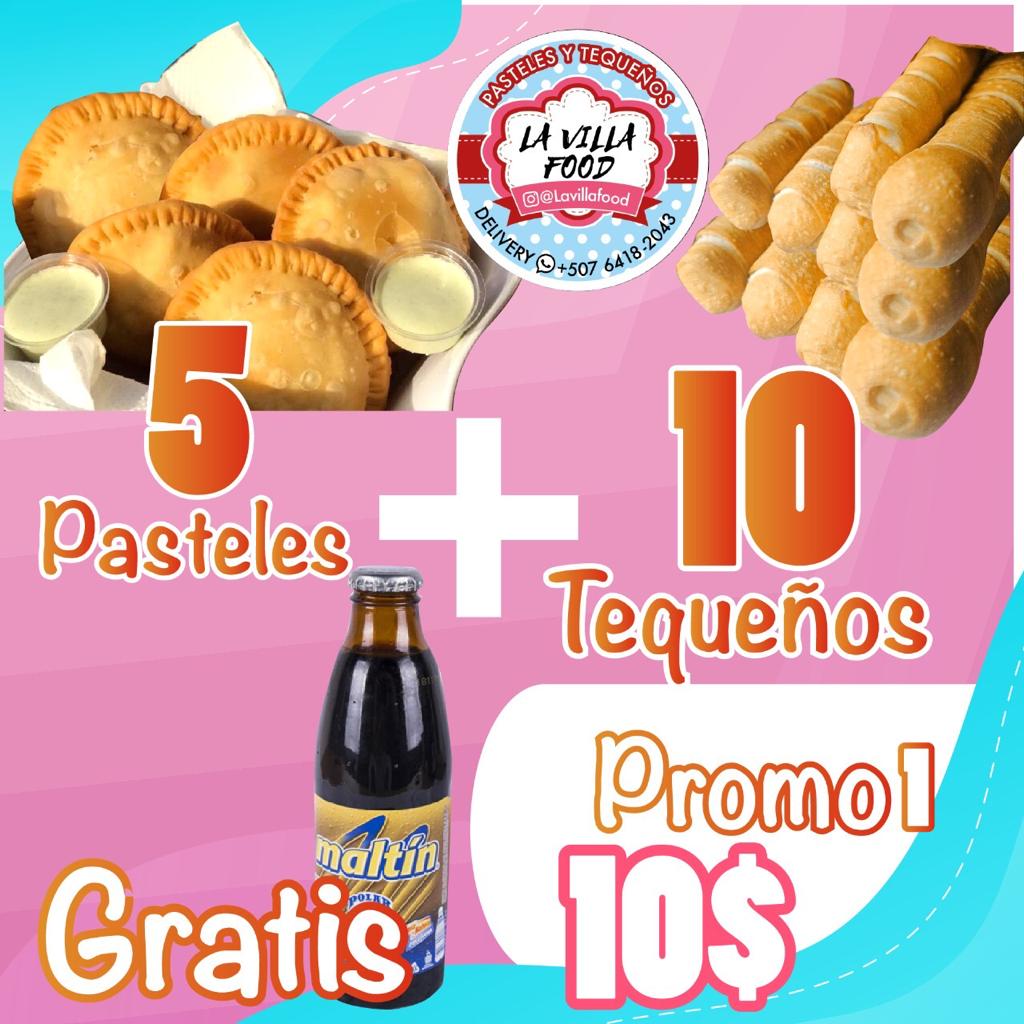 PASTELES Y TEQUEÑOS
LA VILLA
FOOD
@Lavillafood
DELIVERY +507 6418-2043
5
Pasteles
10
Tequeños
maltín
POLAR
Gratis
Promo 1
10$